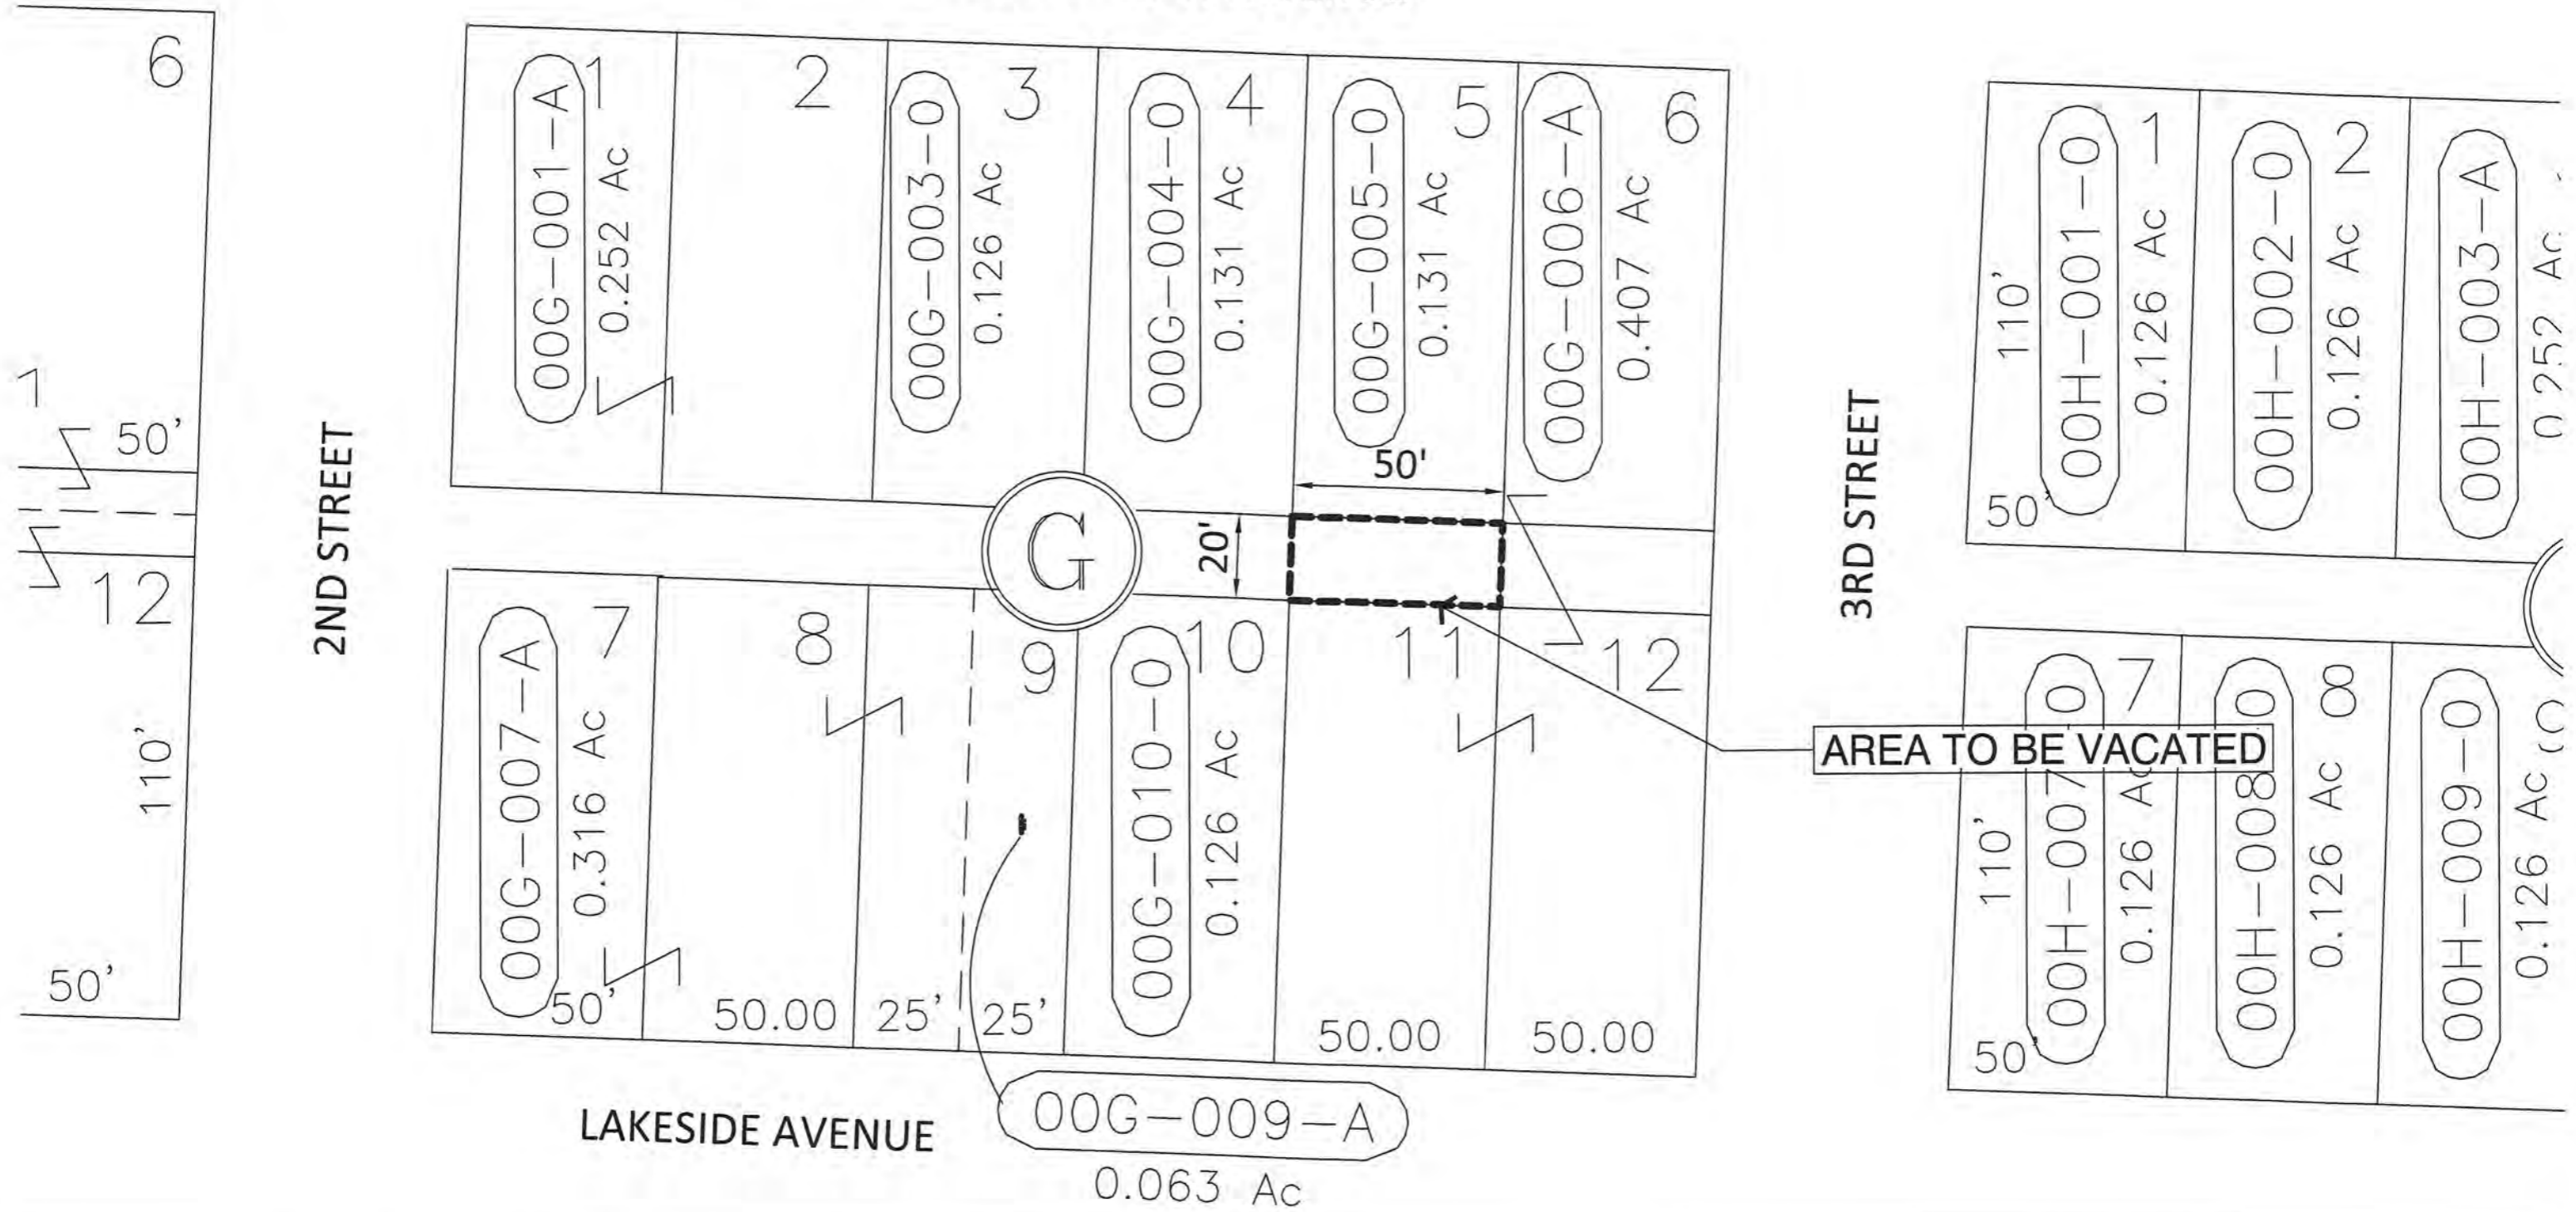 6
1
50'
12
110'
50'
2ND STREET
00G-001-A
1
0.252 Ac
2
00G-003-0
3
0.126 Ac
00G-004-0
4
0.131 Ac
00G-005-0
5
0.131 Ac
00G-006-A
6
0.407 Ac
50'
20'
G
00G-007-A
7
0.316 Ac
50'
8
50.00
25'
9
25'
00G-010-0
10
0.126 Ac
11
50.00
12
50.00
LAKESIDE AVENUE
00G-009-A
0.063 Ac
3RD STREET
110'
50'
00H-001-0
1
0.126 Ac
00H-002-0
2
0.126 Ac
00H-003-A
0.252 Ac
AREA TO BE VACATED
110'
50'
00H-007 0
7
0.126 Ac
00H-008 0
8
0.126 Ac
00H-009-0
0.126 Ac